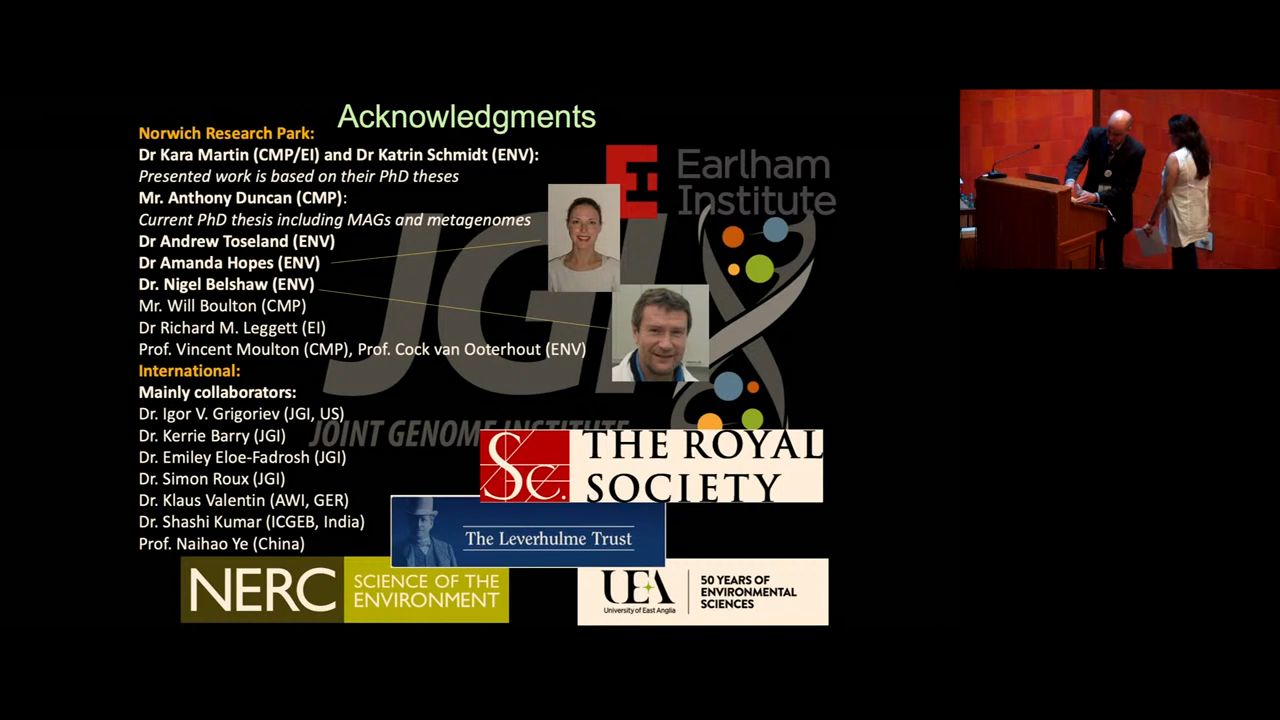 Acknowledgments
Norwich Research Park:
Dr Kara Martin (CMP/EI) and Dr Katrin Schmidt (ENV):
Presented work is based on their PhD theses
Mr. Anthony Duncan (CMP):
Current PhD thesis including MAGs and metagenomes
Dr Andrew Toseland (ENV)
Dr Amanda Hopes (ENV)
Dr. Nigel Belshaw (ENV)
Mr. Will Boulton (CMP)
Dr Richard M. Leggett (EI)
Prof. Vincent Moulton (CMP), Prof. Cock van Ooterhout (ENV)
International:
Mainly collaborators:
Dr. Igor V. Grigoriev (JGI, US)
Dr. Kerrie Barry (JGI)
Dr. Emiley Eloe-Fadrosh (JGI)
Dr. Simon Roux (JGI)
Dr. Klaus Valentin (AWI, GER)
Dr. Shashi Kumar (ICGEB, India)
Prof. Naihao Ye (China)
EI
Earlham
Institute
JGI
JOINT GENOME INSTITUTE
Sc.
THE ROYAL
SOCIETY
The Leverhulme Trust
NERC
SCIENCE OF THE
ENVIRONMENT
UEA
University of East Anglia
50 YEARS OF
ENVIRONMENTAL
SCIENCES